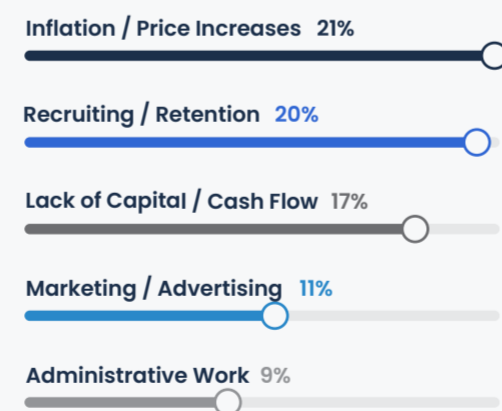 Inflation / Price Increases 21%
Recruiting / Retention 20%
Lack of Capital / Cash Flow 17%
Marketing / Advertising 11%
Administrative Work 9%